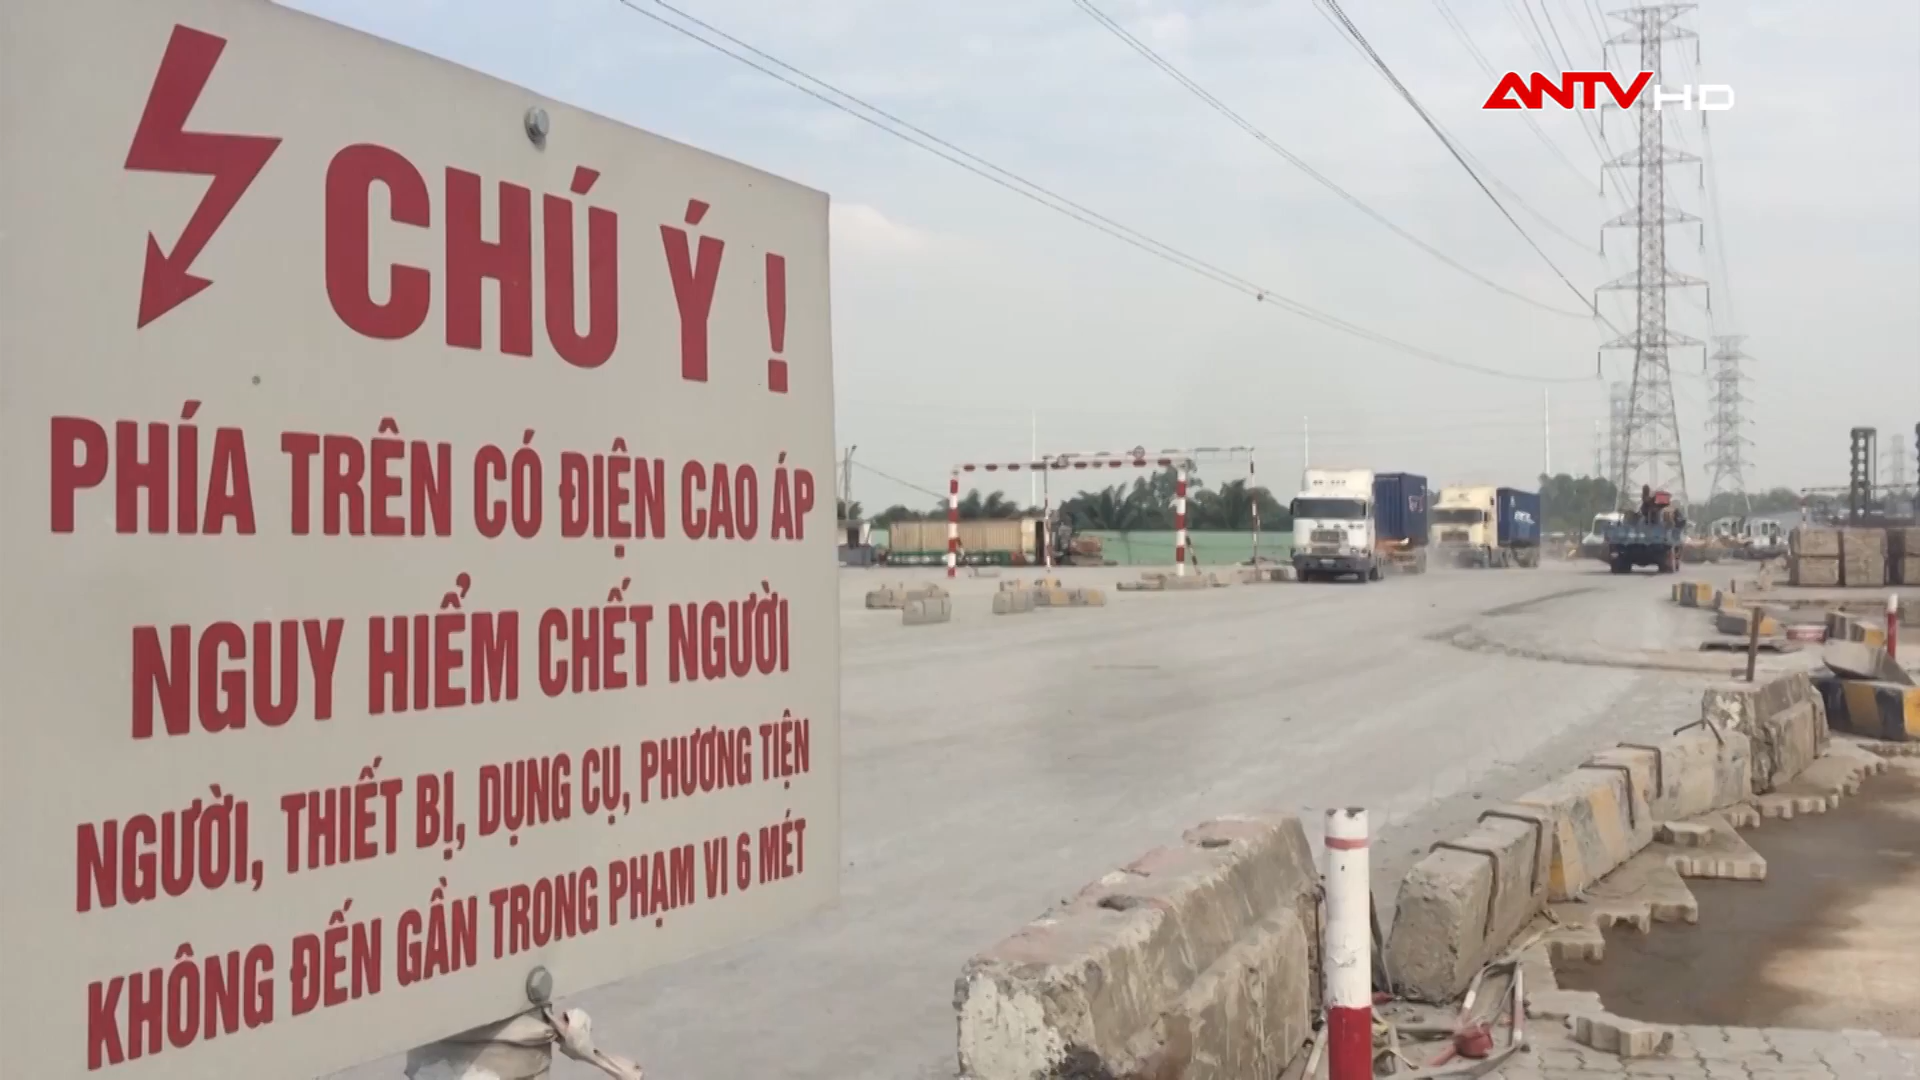 ANTV HD
CHÚ Ý !
PHÍA TRÊN CÓ ĐIỆN CAO ÁP
NGUY HIỂM CHẾT NGƯỜI
NGƯỜI, THIẾT BỊ, DỤNG CỤ, PHƯƠNG TIỆN
KHÔNG ĐẾN GẦN TRONG PHẠM VI 6 MÉT